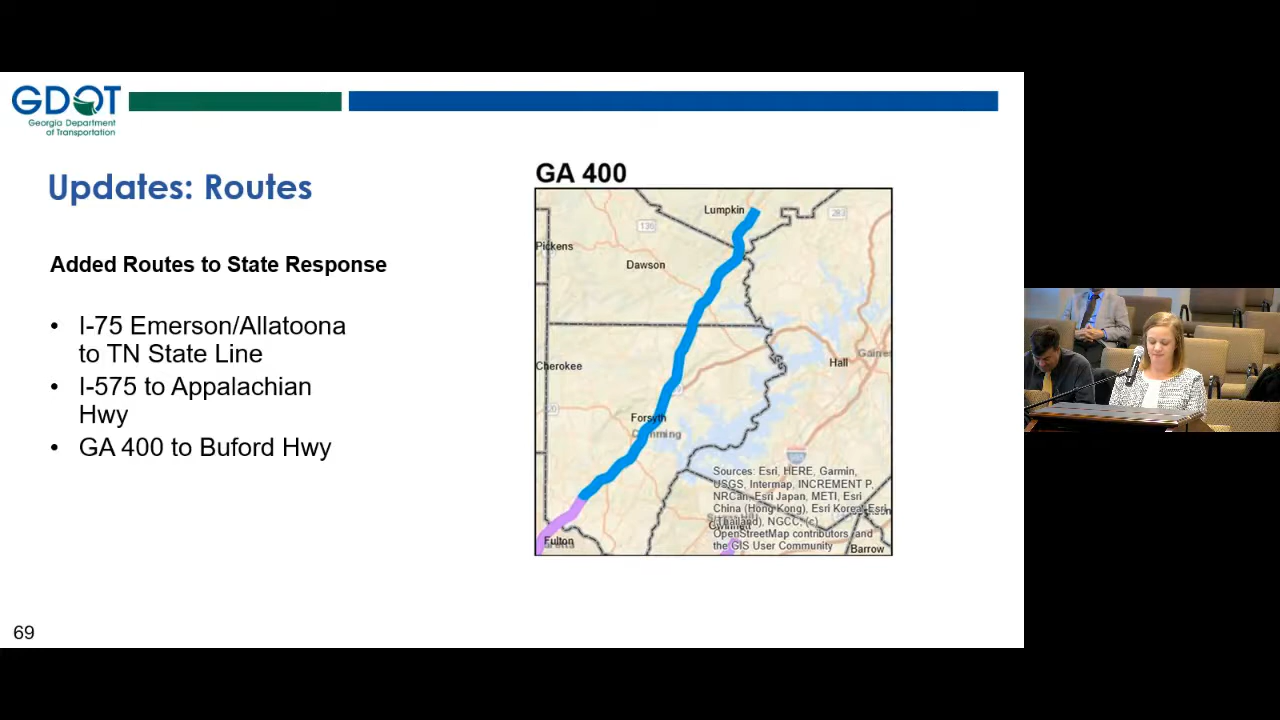 GDOT
Georgia Department
of Transportation
Updates: Routes
Added Routes to State Response
• I-75 Emerson/Allatoona
to TN State Line
• I-575 to Appalachian
Hwy
• GA 400 to Buford Hwy
69
GA 400
Lumpkin
283
136
Pickens
Dawson
Cherokee
Hall
Forsyth
Sources: Esri, HERE, Garmin,
USGS, Intermap, INCREMENT P,
NRCan, Esri Japan, METI, Esri
China (Hong Kong), Esri Korea, Esri
(Thailand), NGCC, (c)
OpenStreetMap contributors, and
the GIS User Community
Fulton
Barrow